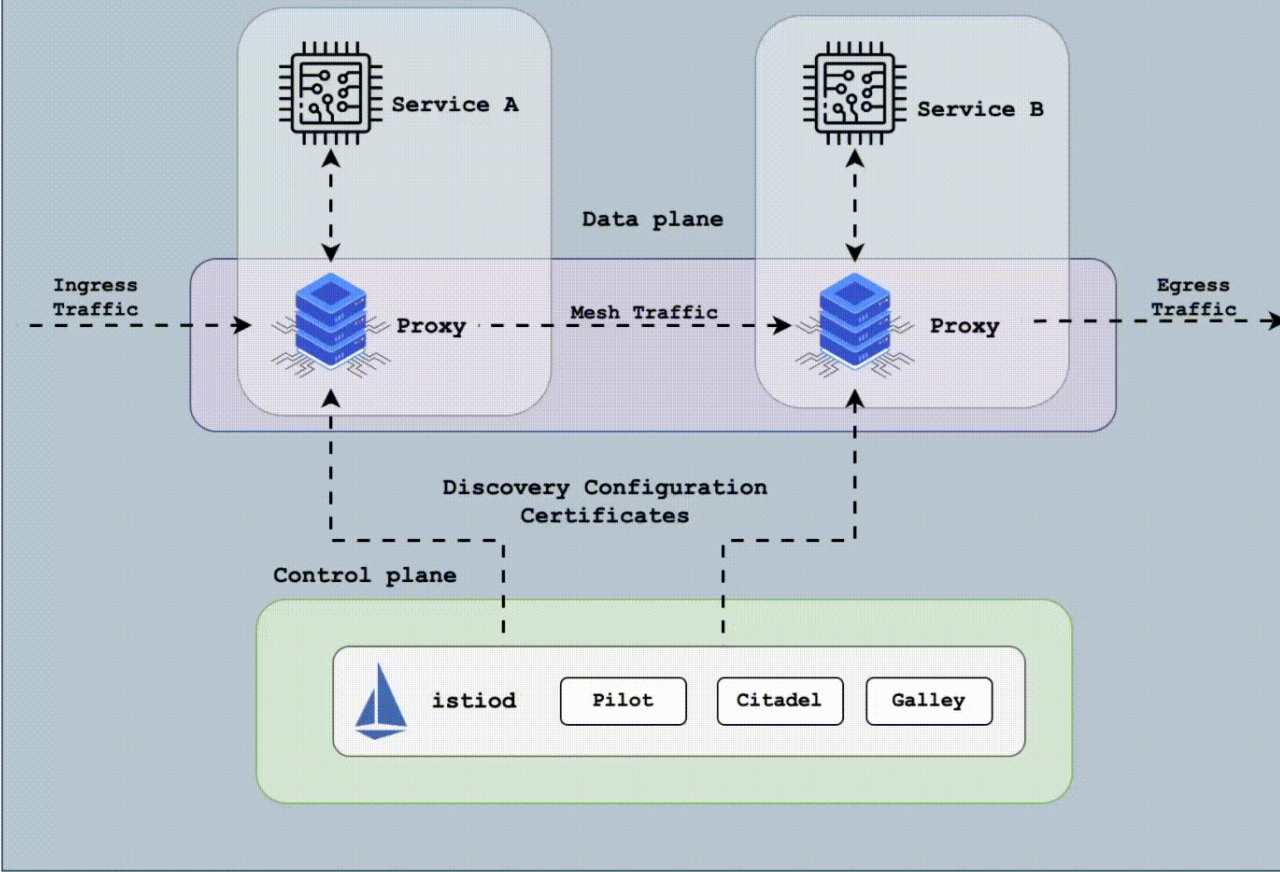 Service A
Service B
Data plane
Ingress
Traffic
Proxy
Mesh Traffic
Proxy
Egress
Traffic
Discovery Configuration
Certificates
Control plane
istiod
Pilot
Citadel
Galley